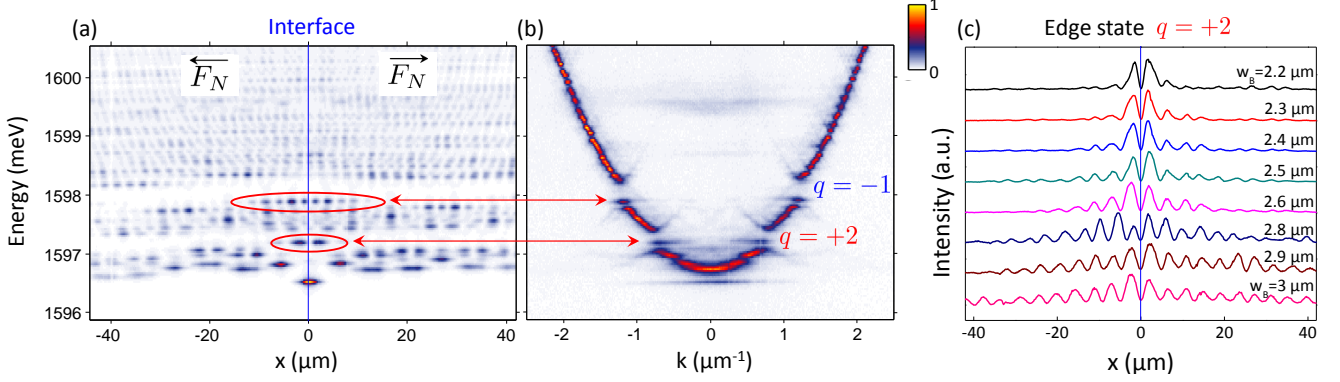 (a)
Interface
Energy (meV)
1600
1599
1598
1597
1596
F_N
F_N
-40
-20
0
20
40
x (μm)
(b)
1
0
q = −1
q = +2
-2
-1
0
1
2
k (μm⁻¹)
(c)
Edge state q = +2
Intensity (a.u.)
w_B=2.2 μm
2.3 μm
2.4 μm
2.5 μm
2.6 μm
2.8 μm
2.9 μm
w_B=3 μm
-40
-20
0
20
40
x (μm)